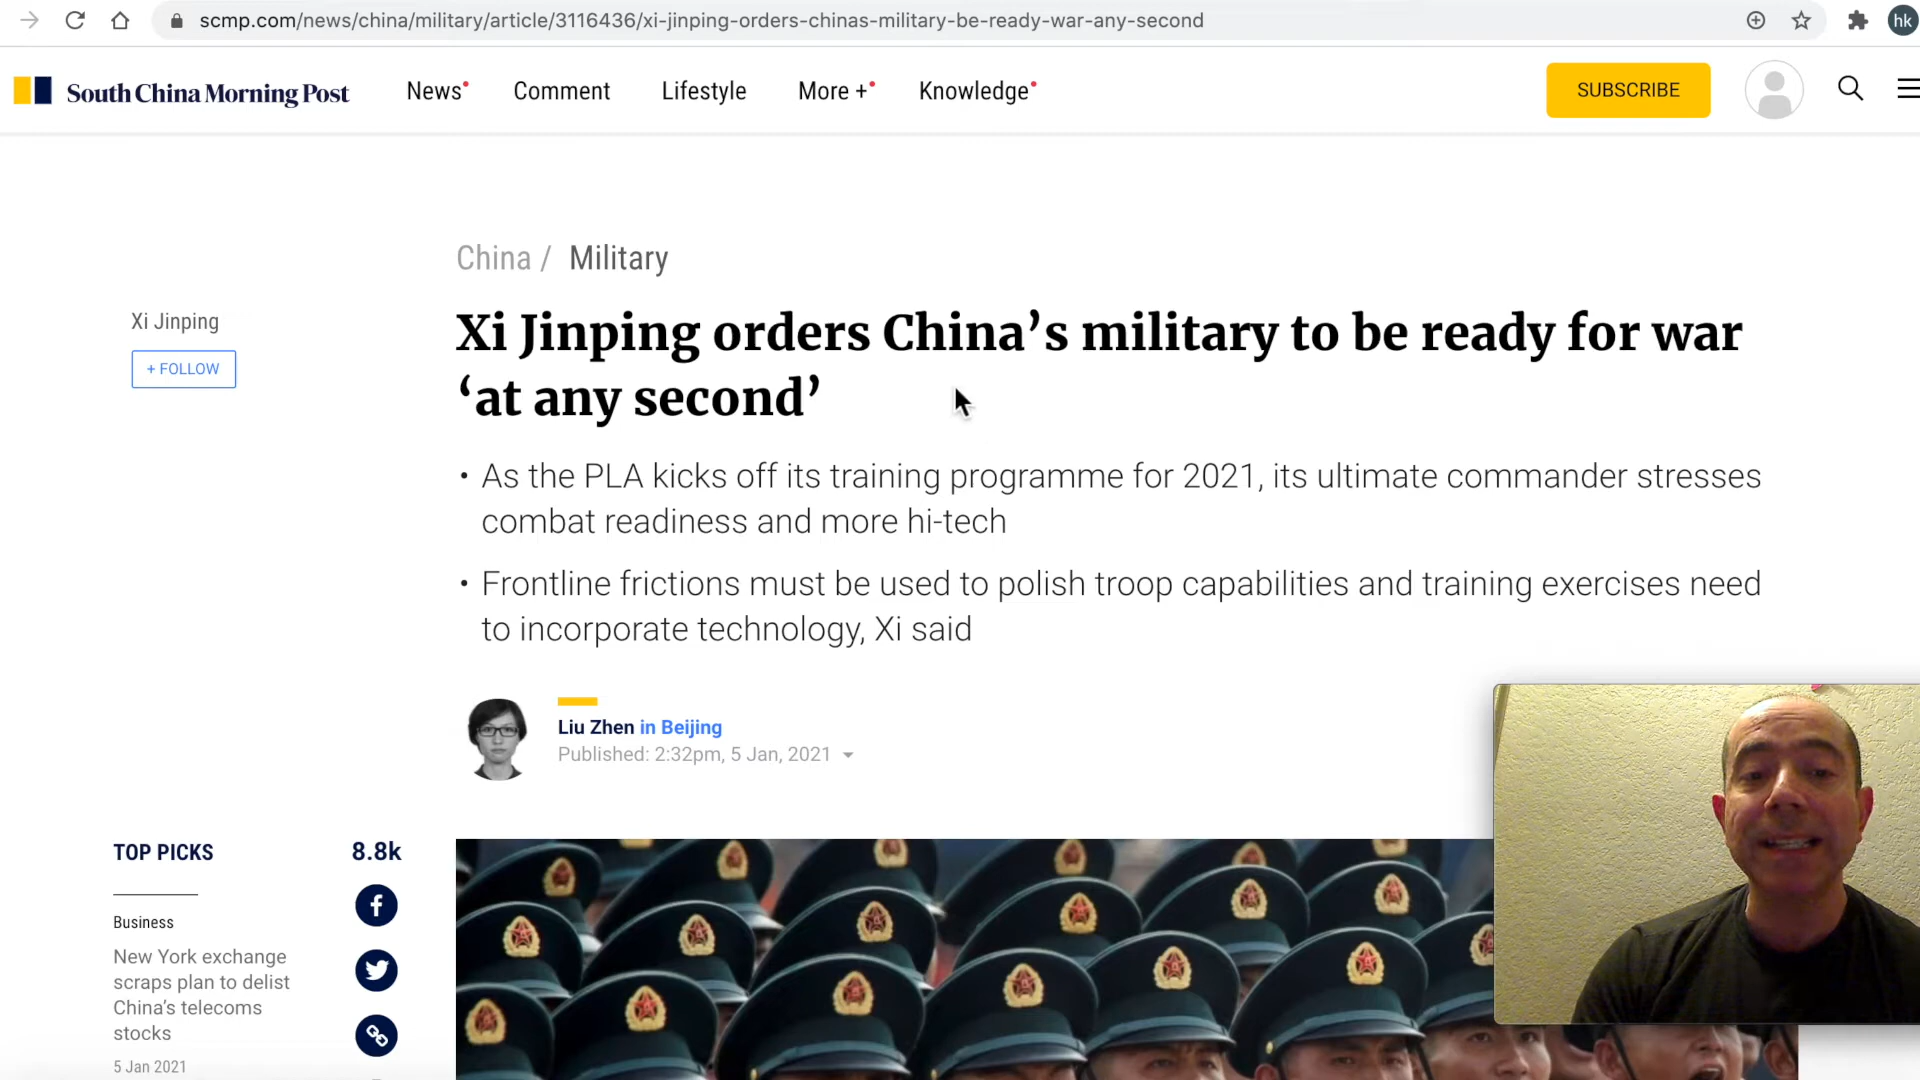 scmp.com/news/china/military/article/3116436/xi-jinping-orders-chinas-military-be-ready-war-any-second
hk
South China Morning Post
News
Comment
Lifestyle
More +
Knowledge
SUBSCRIBE
China / Military
Xi Jinping
+ FOLLOW
Xi Jinping orders China’s military to be ready for war
‘at any second’
• As the PLA kicks off its training programme for 2021, its ultimate commander stresses
combat readiness and more hi-tech
• Frontline frictions must be used to polish troop capabilities and training exercises need
to incorporate technology, Xi said
Liu Zhen in Beijing
Published: 2:32pm, 5 Jan, 2021
TOP PICKS
8.8k
Business
New York exchange
scraps plan to delist
China’s telecoms
stocks
5 Jan 2021